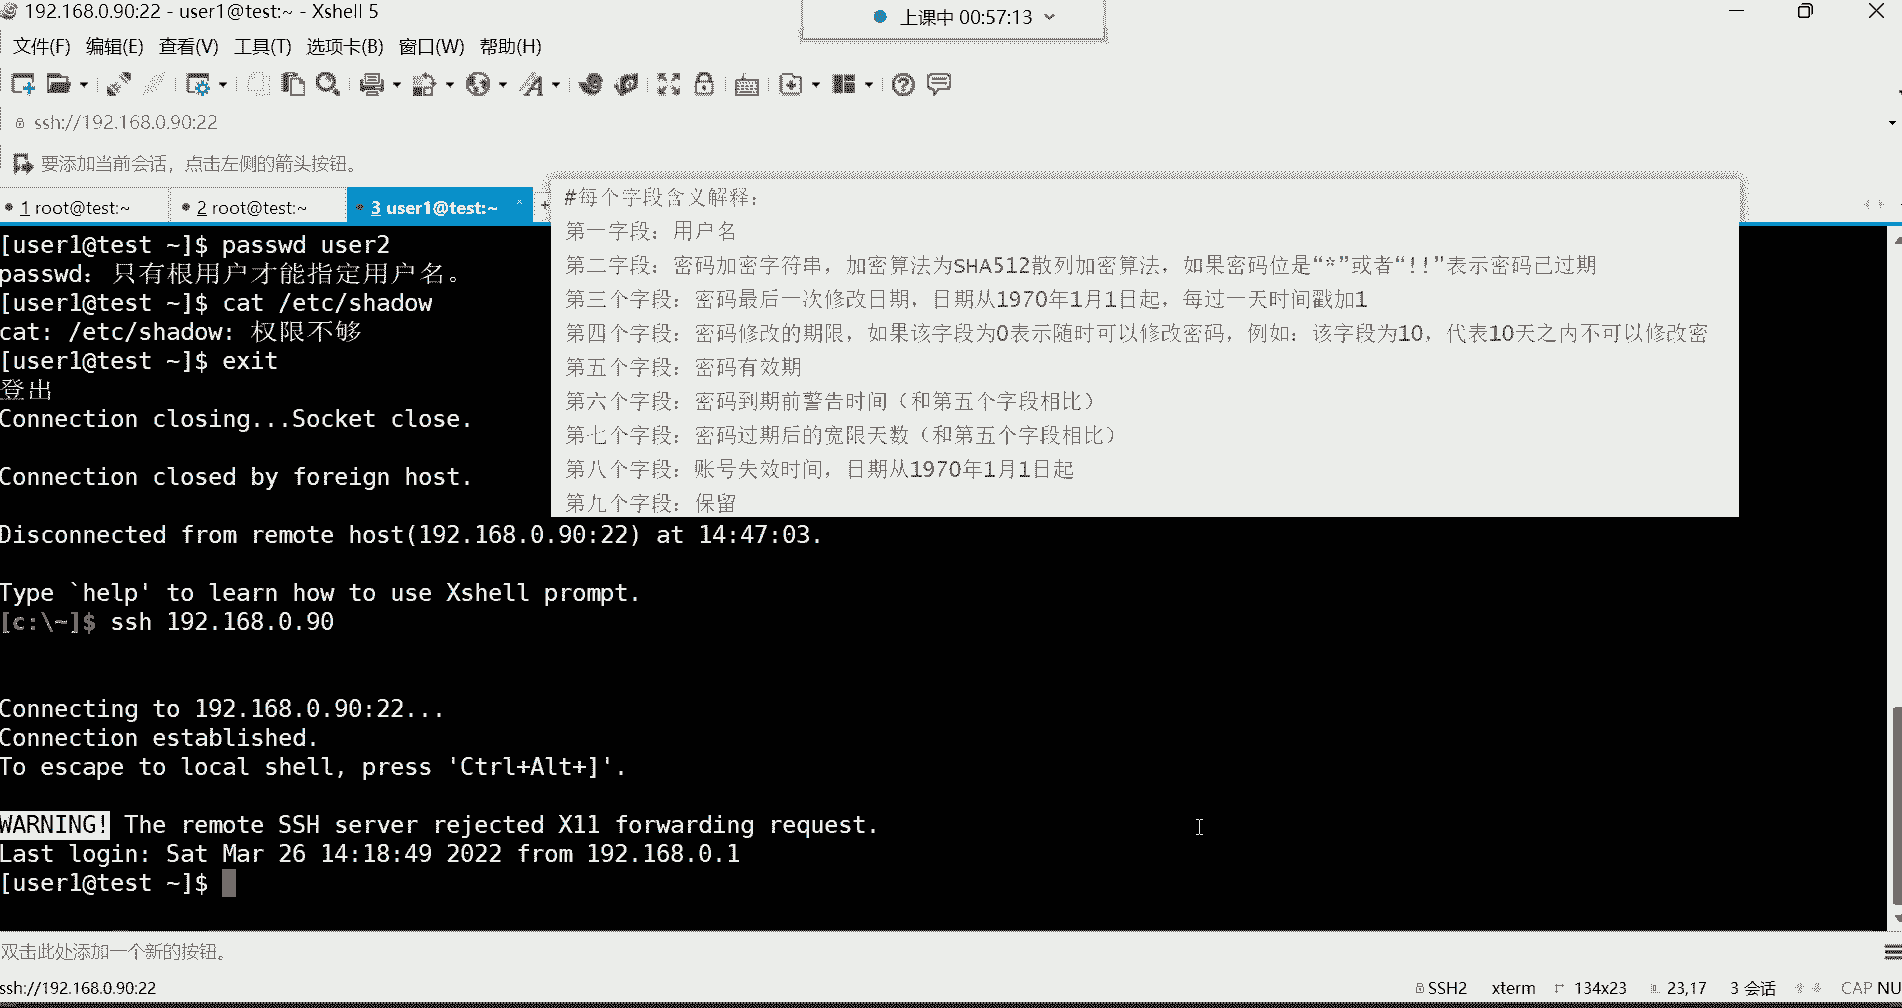 192.168.0.90:22 - user1@test:~ - Xshell 5
上课中 00:57:13
文件(F) 编辑(E) 查看(V) 工具(T) 选项卡(B) 窗口(W) 帮助(H)
ssh://192.168.0.90:22
要添加当前会话，点击左侧的箭头按钮。
1 root@test:~ 2 root@test:~ 3 user1@test:~ × +
#每个字段含义解释：
第一字段：用户名
第二字段：密码加密字符串，加密算法为SHA512散列加密算法，如果密码位是“*”或者“!!”表示密码已过期
第三个字段：密码最后一次修改日期，日期从1970年1月1日起，每过一天时间戳加1
第四个字段：密码修改的期限，如果该字段为0表示随时可以修改密码，例如：该字段为10，代表10天之内不可以修改密
第五个字段：密码有效期
第六个字段：密码到期前警告时间（和第五个字段相比）
第七个字段：密码过期后的宽限天数（和第五个字段相比）
第八个字段：账号失效时间，日期从1970年1月1日起
第九个字段：保留
[user1@test ~]$ passwd user2
passwd：只有根用户才能指定用户名。
[user1@test ~]$ cat /etc/shadow
cat: /etc/shadow: 权限不够
[user1@test ~]$ exit
登出
Connection closing...Socket close.
Connection closed by foreign host.
Disconnected from remote host(192.168.0.90:22) at 14:47:03.
Type `help' to learn how to use Xshell prompt.
[c:\~]$ ssh 192.168.0.90
Connecting to 192.168.0.90:22...
Connection established.
To escape to local shell, press 'Ctrl+Alt+]'.
WARNING! The remote SSH server rejected X11 forwarding request.
Last login: Sat Mar 26 14:18:49 2022 from 192.168.0.1
[user1@test ~]$
双击此处添加一个新的按钮。
ssh://192.168.0.90:22 SSH2 xterm 134x23 23,17 3 会话 CAP NU